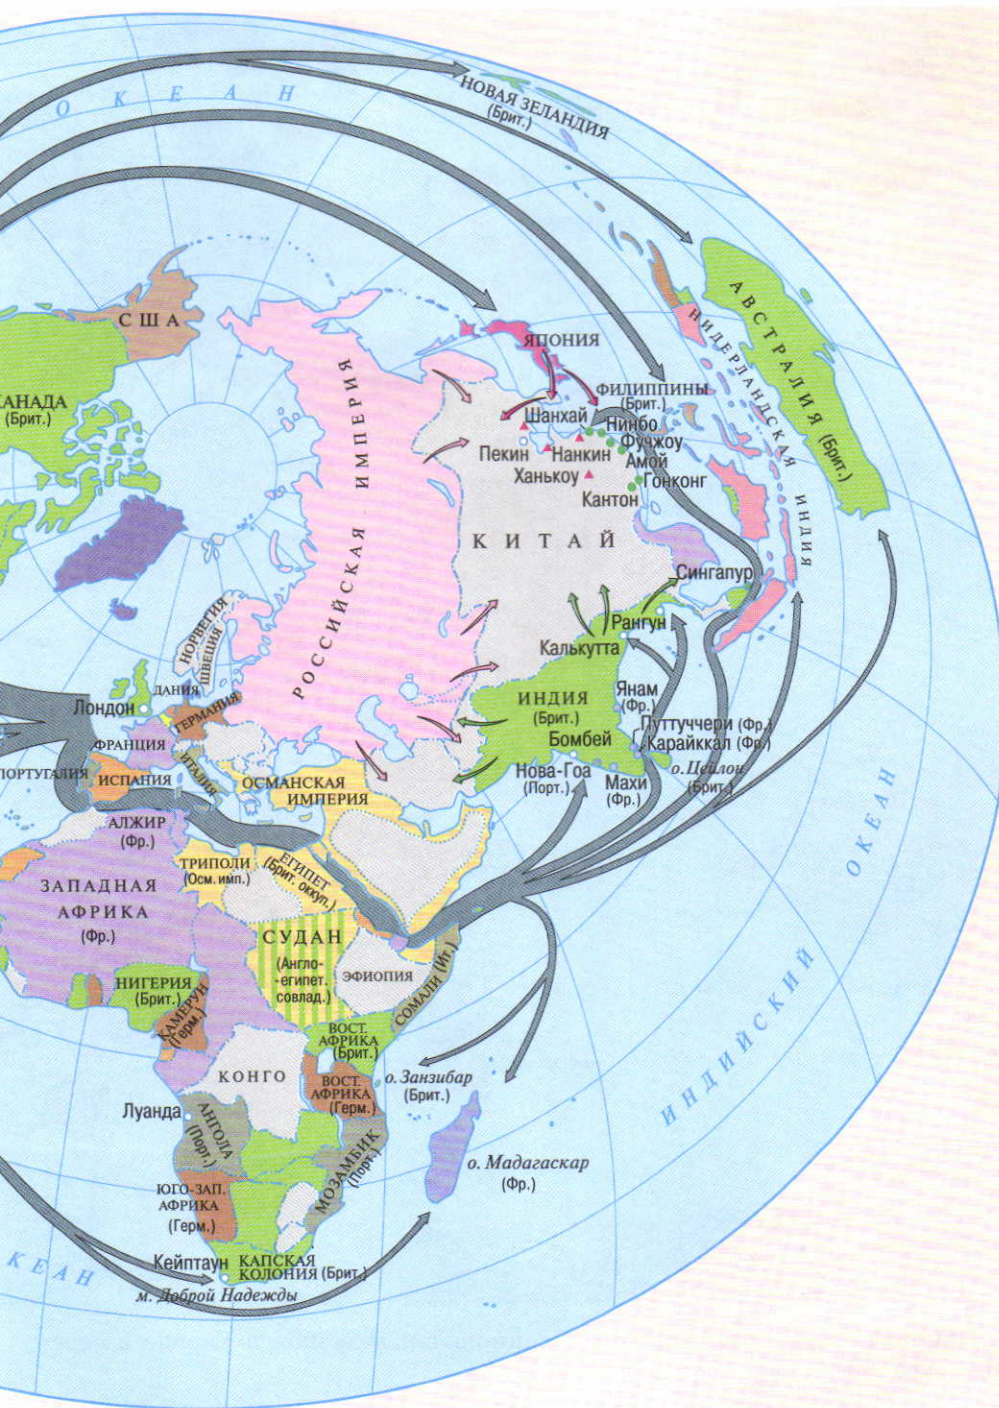 О К Е А Н
НОВАЯ ЗЕЛАНДИЯ
(Брит.)
США
КАНАДА
(Брит.)
РОССИЙСКАЯ ИМПЕРИЯ
ЯПОНИЯ
АВСТРАЛИЯ (Брит.)
НИДЕРЛАНДСКАЯ ИНДИЯ
ФИЛИППИНЫ
(Брит.)
Шанхай
Нинбо
Фучжоу
Пекин
Нанкин
Амой
Ханькоу
Гонконг
Кантон
КИТАЙ
Сингапур
Рангун
Калькутта
НОРВЕГИЯ
ШВЕЦИЯ
ДАНИЯ
Лондон
ГЕРМАНИЯ
ФРАНЦИЯ
ИТАЛИЯ
ПОРТУГАЛИЯ
ИСПАНИЯ
ОСМАНСКАЯ
ИМПЕРИЯ
ИНДИЯ
(Брит.)
Бомбей
Янам
(Фр.)
Путтуччери (Фр.)
Карайккал (Фр.)
Нова-Гоа
(Порт.)
Махи
(Фр.)
о.Цейлон
(Брит.)
АЛЖИР
(Фр.)
ТРИПОЛИ
(Осм. имп.)
ЕГИПЕТ
(Брит. оккуп.)
ЗАПАДНАЯ
АФРИКА
(Фр.)
СУДАН
(Англо-
-египет.
совлад.)
ЭФИОПИЯ
СОМАЛИ (Ит.)
НИГЕРИЯ
(Брит.)
КАМЕРУН
(Герм.)
ВОСТ.
АФРИКА
(Брит.)
КОНГО
ВОСТ.
АФРИКА
(Герм.)
о. Занзибар
(Брит.)
Луанда
АНГОЛА
(Порт.)
МОЗАМБИК
(Порт.)
о. Мадагаскар
(Фр.)
ЮГО-ЗАП.
АФРИКА
(Герм.)
Кейптаун
КАПСКАЯ
КОЛОНИЯ (Брит.)
м. Доброй Надежды
ИНДИЙСКИЙ ОКЕАН
КЕАН